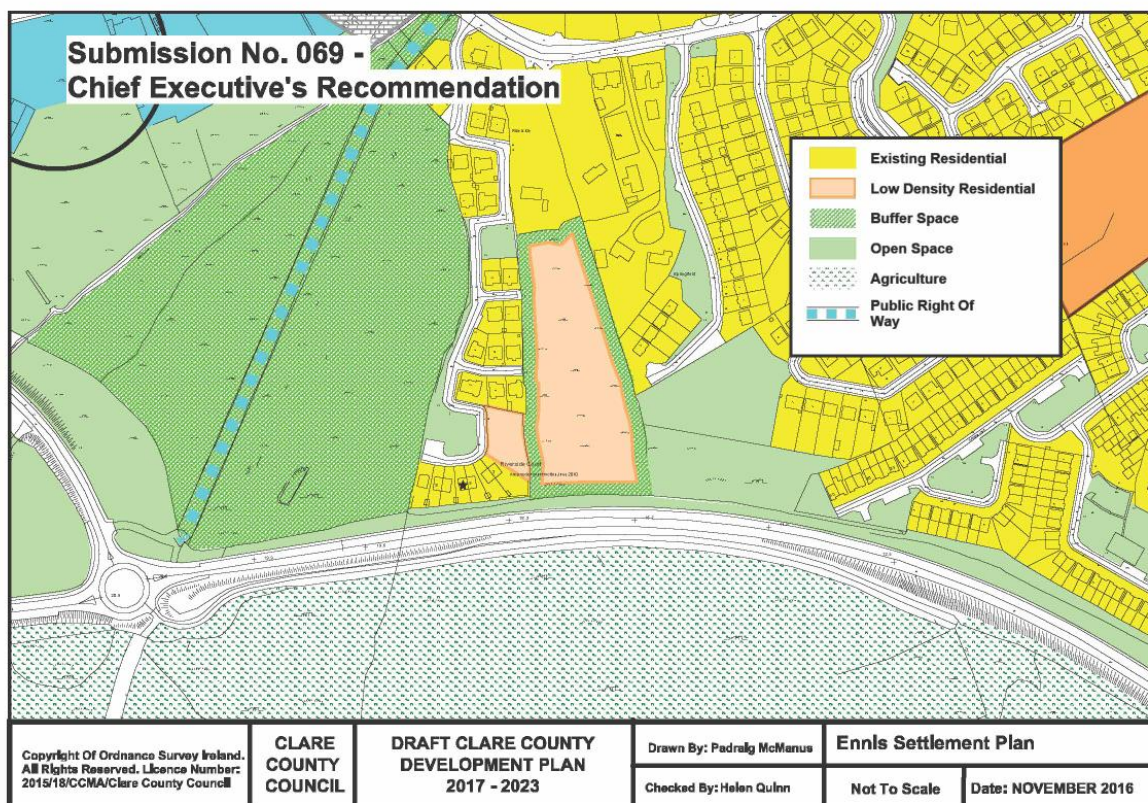 Submission No. 069 -
Chief Executive's Recommendation
Existing Residential
Low Density Residential
Buffer Space
Open Space
Agriculture
Public Right Of
Way
Riverside Court
Copyright Of Ordnance Survey Ireland.
All Rights Reserved. Licence Number:
2015/18/CCMA/Clare County Council
CLARE
COUNTY
COUNCIL
DRAFT CLARE COUNTY
DEVELOPMENT PLAN
2017 - 2023
Drawn By: Padraig McManus
Checked By: Helen Quinn
Ennis Settlement Plan
Not To Scale
Date: NOVEMBER 2016